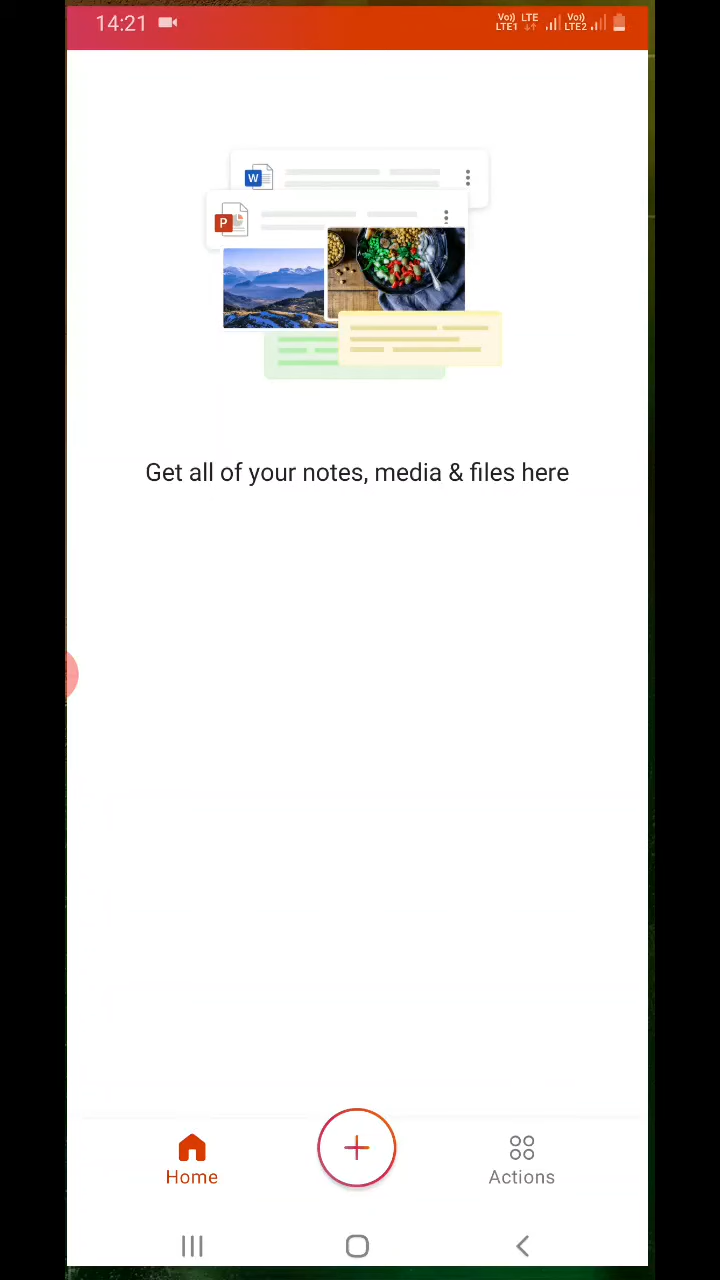 14:21
Vo)) LTE Vo))
LTE1 LTE2
W
P
Get all of your notes, media & files here
Home
Actions